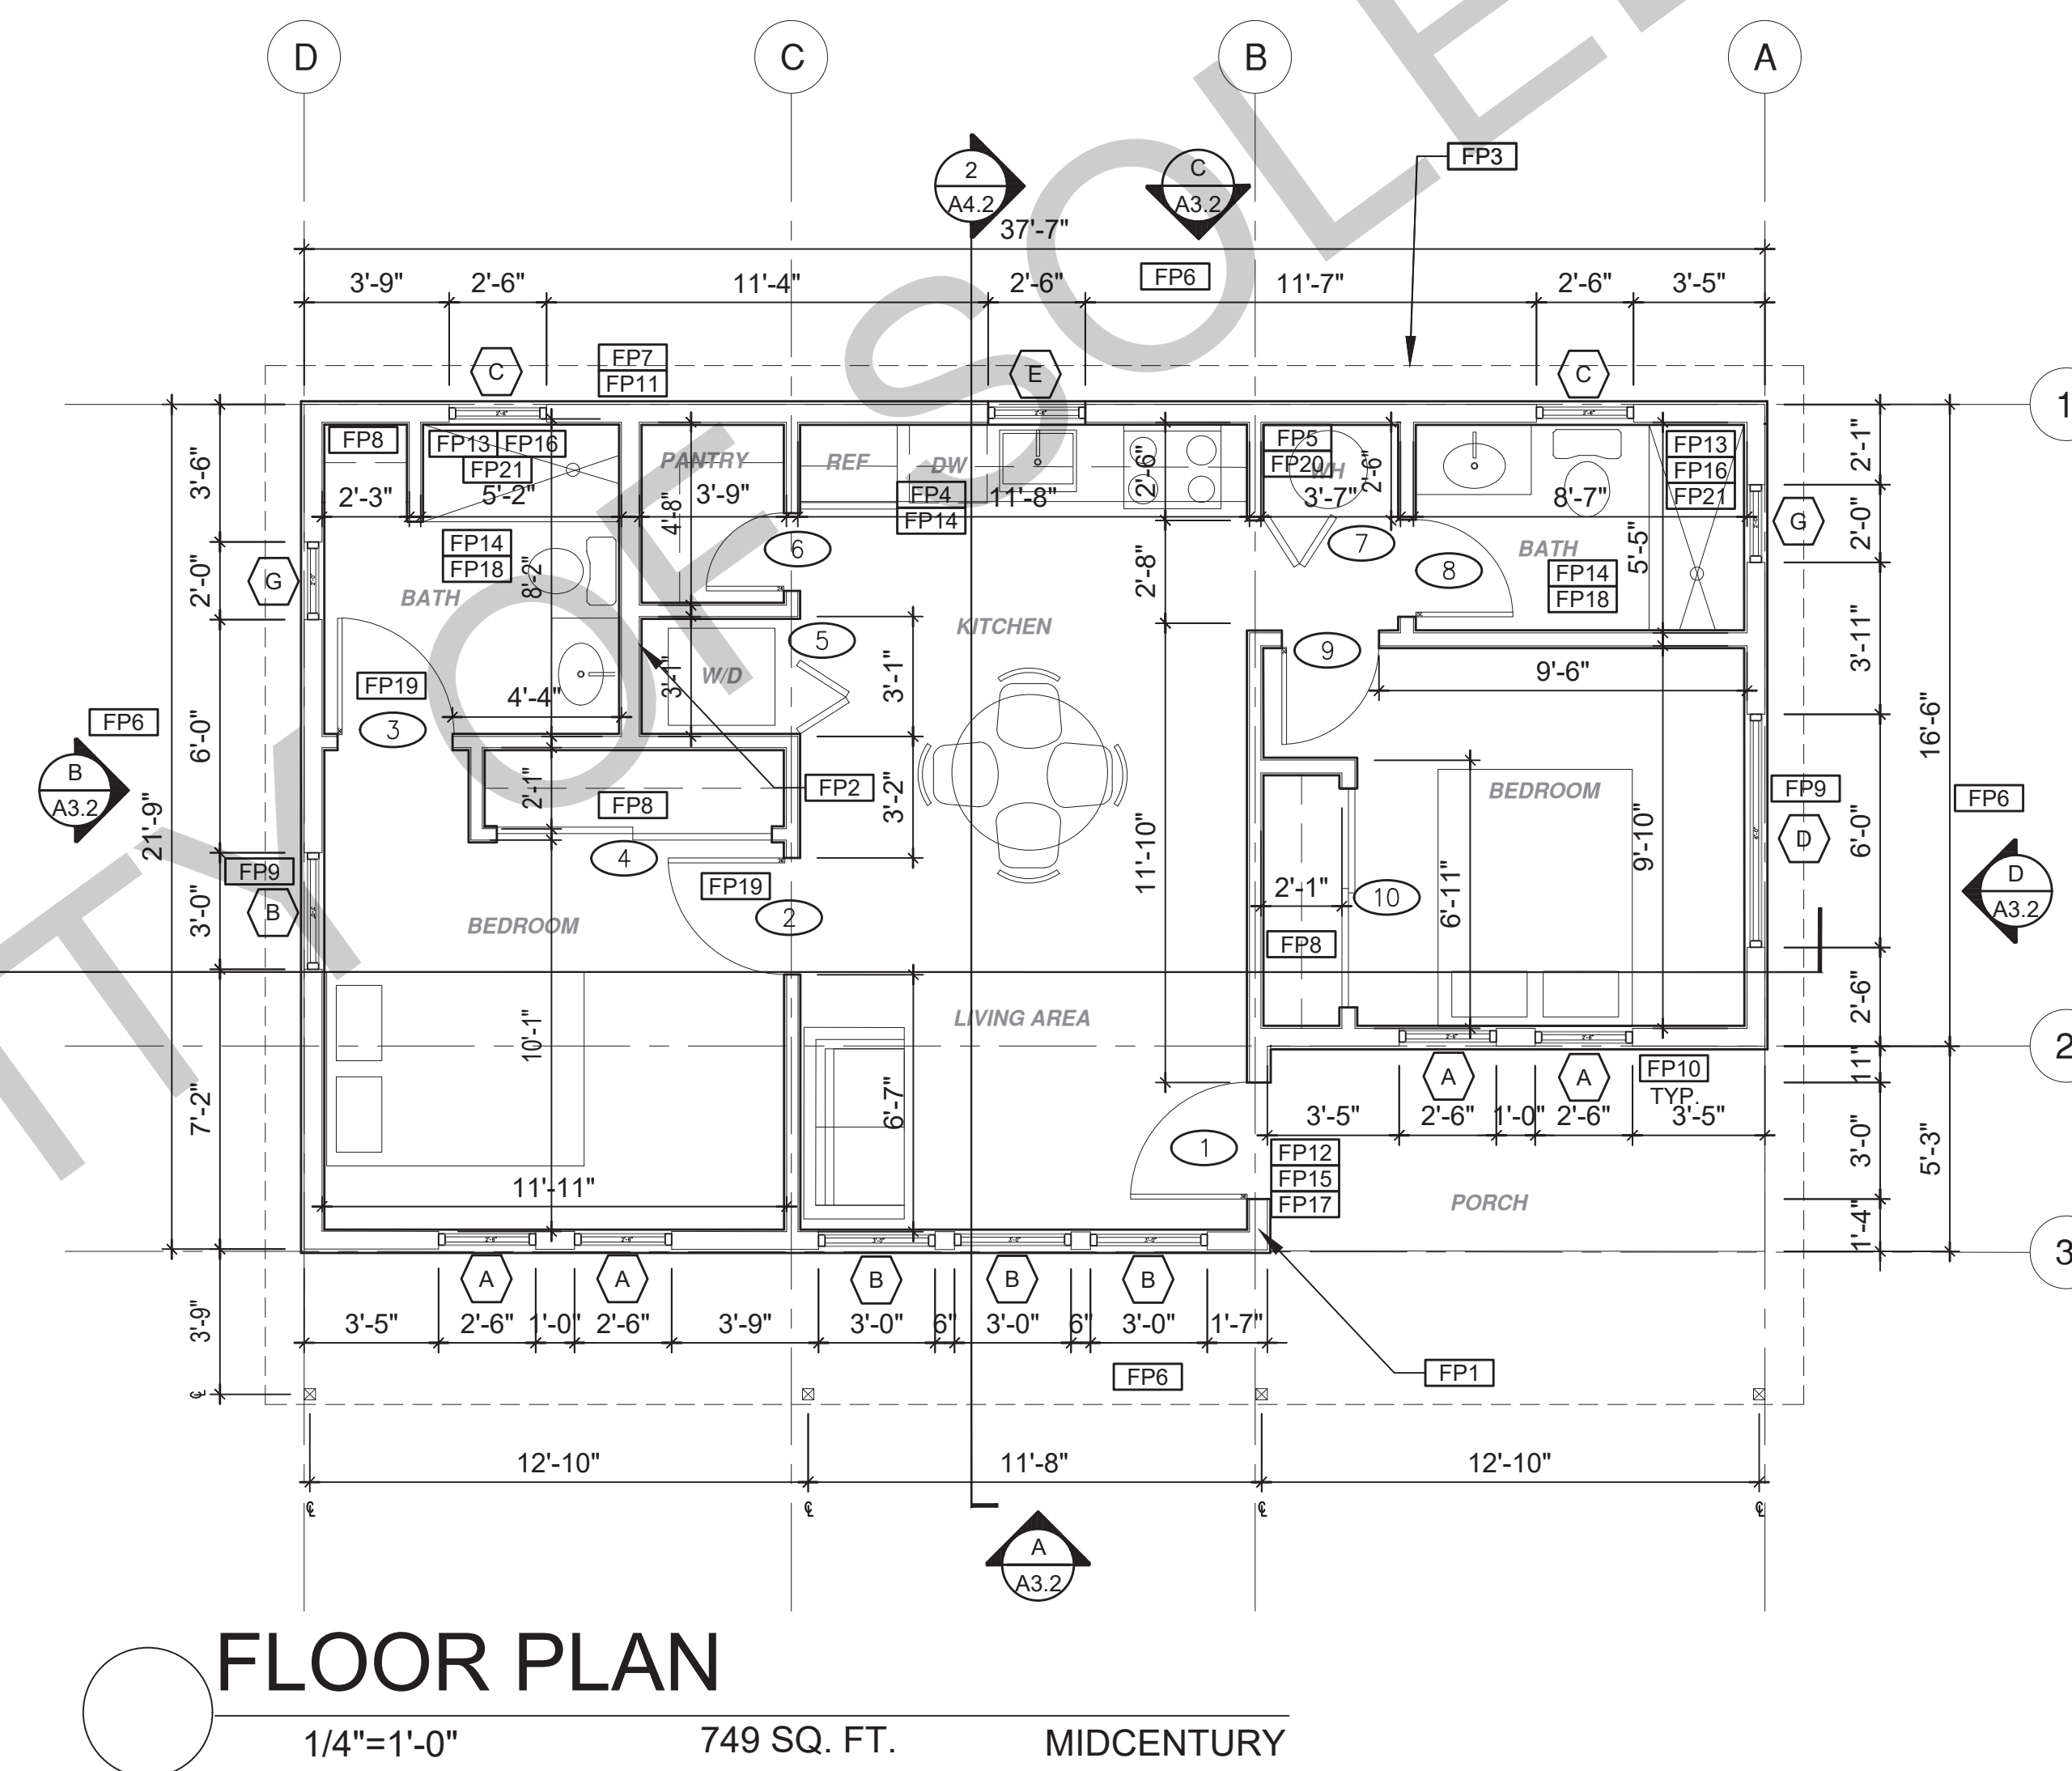 D
C
B
A
FP3
2
A4.2
C
A3.2
37'-7"
3'-9"
2'-6"
11'-4"
2'-6"
FP6
11'-7"
2'-6"
3'-5"
C
FP7
FP11
E
C
1
FP8
FP13
FP16
FP21
PANTRY
REF
DW
FP4
FP14
FP5
FP20
WH
FP13
FP16
FP21
2'-3"
5'-2"
3'-9"
11'-8"
3'-7"
8'-7"
3'-6"
4'-8"
2'-6"
2'-6"
2'-1"
G
2'-0"
FP14
FP18
BATH
8'-2"
6
2'-8"
7
8
BATH
FP14
FP18
5'-5"
G
2'-0"
5
KITCHEN
9
9'-6"
3'-11"
FP19
3
4'-4"
3'-1"
W/D
3'-1"
16'-6"
FP6
B
A3.2
21'-9"
6'-0"
2'-1"
FP8
FP2
3'-2"
BEDROOM
FP9
D
FP6
6'-0"
D
A3.2
FP9
B
3'-0"
4
FP19
2
BEDROOM
11'-10"
2'-1"
10
6'-11"
9'-10"
FP8
10'-1"
LIVING AREA
2'-6"
2
11"
7'-2"
6'-7"
A
A
FP10
TYP.
3'-5"
2'-6"
1'-0"
2'-6"
3'-5"
3'-0"
5'-3"
1
FP12
FP15
FP17
PORCH
11'-11"
1'-4"
3
A
A
B
B
B
3'-9"
3'-5"
2'-6"
1'-0"
2'-6"
3'-9"
3'-0"
6"
3'-0"
6"
3'-0"
1'-7"
FP6
FP1
12'-10"
11'-8"
12'-10"
A
A3.2
FLOOR PLAN
1/4"=1'-0"
749 SQ. FT.
MIDCENTURY
TY OF SOLE